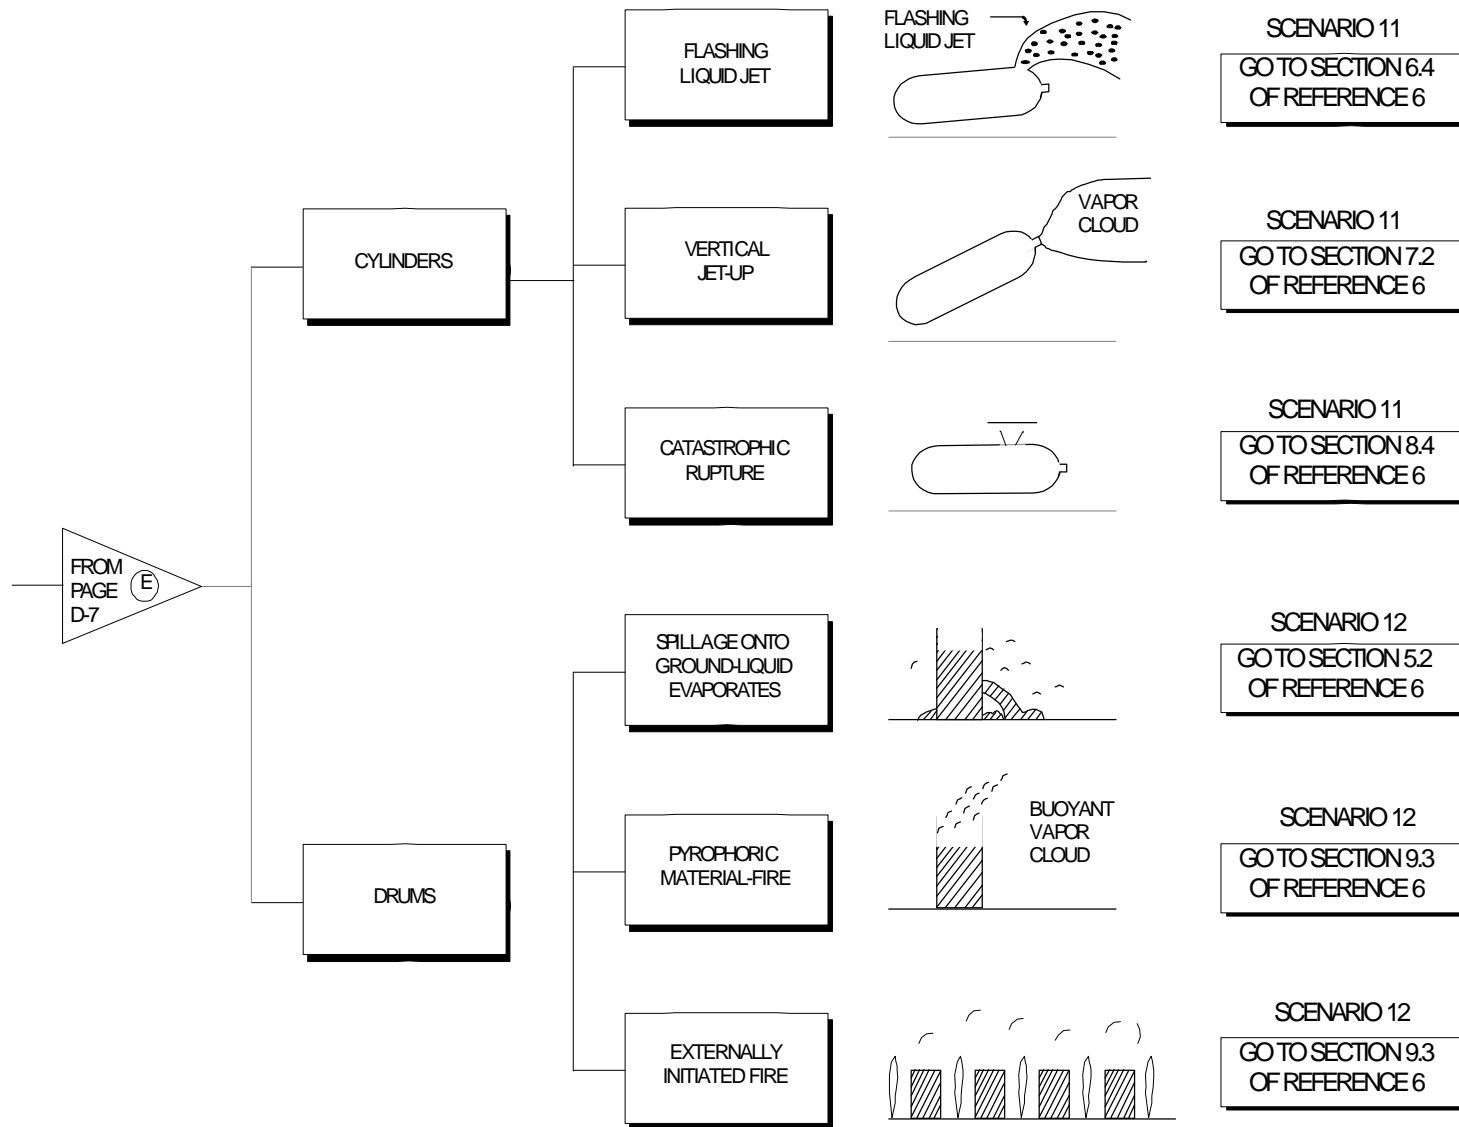 FLASHING
LIQUID JET
FLASHING
LIQUID JET
SCENARIO 11
GO TO SECTION 6.4
OF REFERENCE 6
CYLINDERS
VERTICAL
JET-UP
VAPOR
CLOUD
SCENARIO 11
GO TO SECTION 7.2
OF REFERENCE 6
CATASTROPHIC
RUPTURE
SCENARIO 11
GO TO SECTION 8.4
OF REFERENCE 6
FROM
PAGE
D-7
E
SPILLAGE ONTO
GROUND-LIQUID
EVAPORATES
SCENARIO 12
GO TO SECTION 5.2
OF REFERENCE 6
DRUMS
PYROPHORIC
MATERIAL-FIRE
BUOYANT
VAPOR
CLOUD
SCENARIO 12
GO TO SECTION 9.3
OF REFERENCE 6
EXTERNALLY
INITIATED FIRE
SCENARIO 12
GO TO SECTION 9.3
OF REFERENCE 6